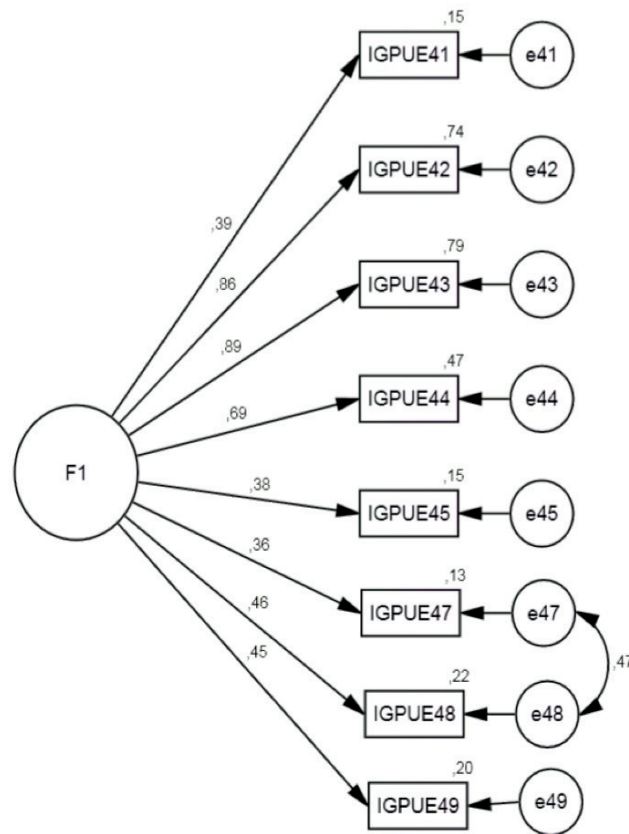 ,15
IGPUE41 e41
,39
,74
IGPUE42 e42
,86
,79
IGPUE43 e43
,89
,47
IGPUE44 e44
,69
F1
,15
IGPUE45 e45
,38
,13
IGPUE47 e47
,36
,47
,22
IGPUE48 e48
,46
,20
IGPUE49 e49
,45